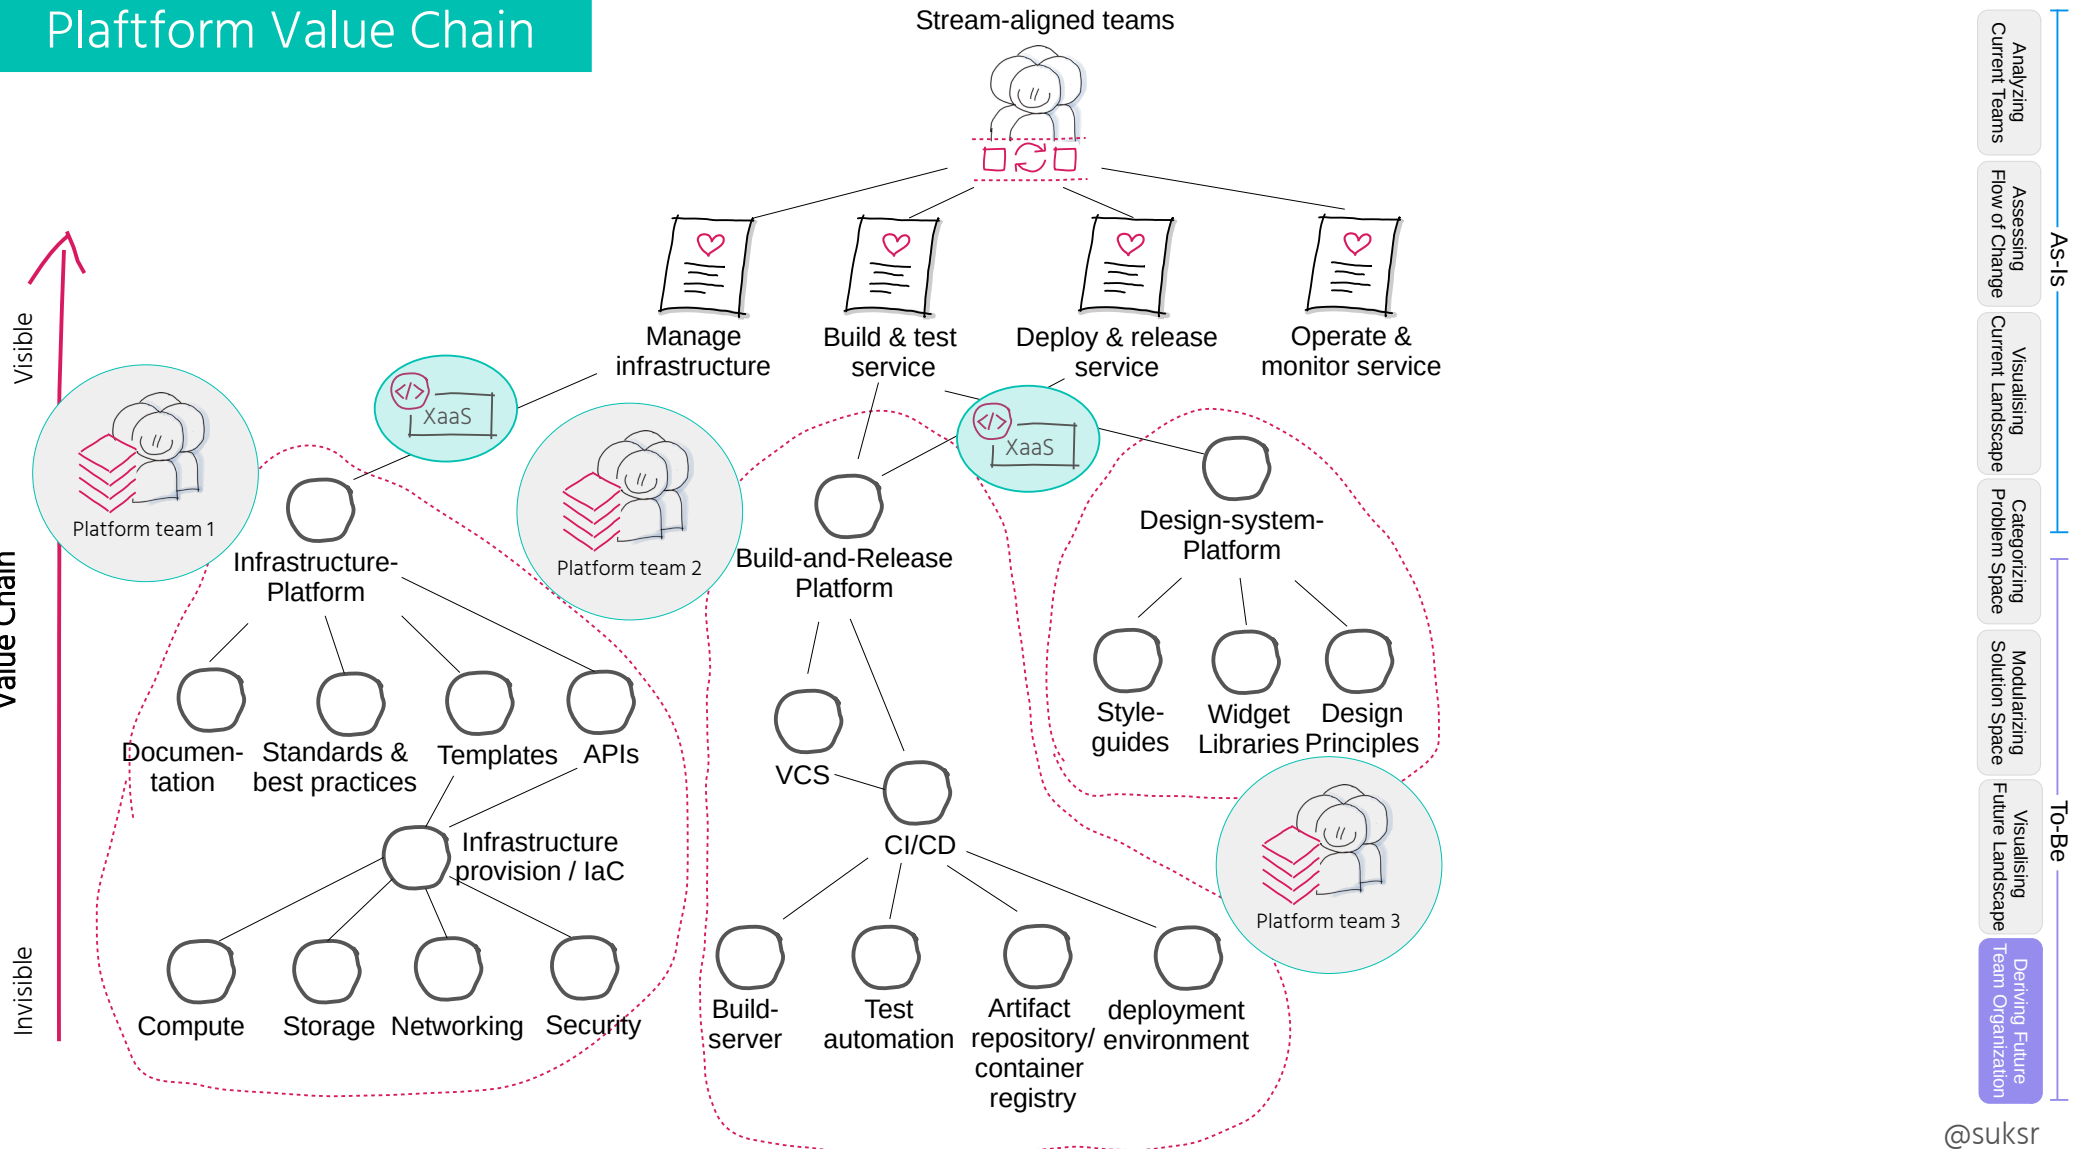 Plaftform Value Chain
Stream-aligned teams
Manage
infrastructure
Build & test
service
Deploy & release
service
Operate &
monitor service
Visible
Value Chain
Invisible
XaaS
XaaS
Platform team 1
Platform team 2
Infrastructure-
Platform
Build-and-Release
Platform
Design-system-
Platform
Documen-
tation
Standards &
best practices
Templates
APIs
Style-
guides
Widget
Libraries
Design
Principles
VCS
CI/CD
Infrastructure
provision / IaC
Platform team 3
Compute
Storage
Networking
Security
Build-
server
Test
automation
Artifact
repository/
container
registry
deployment
environment
Analyzing
Current Teams
Assessing
Flow of Change
Visualising
Current Landscape
Categorizing
Problem Space
Modularizing
Solution Space
Visualising
Future Landscape
Deriving Future
Team Organization
As-Is
To-Be
@suksr